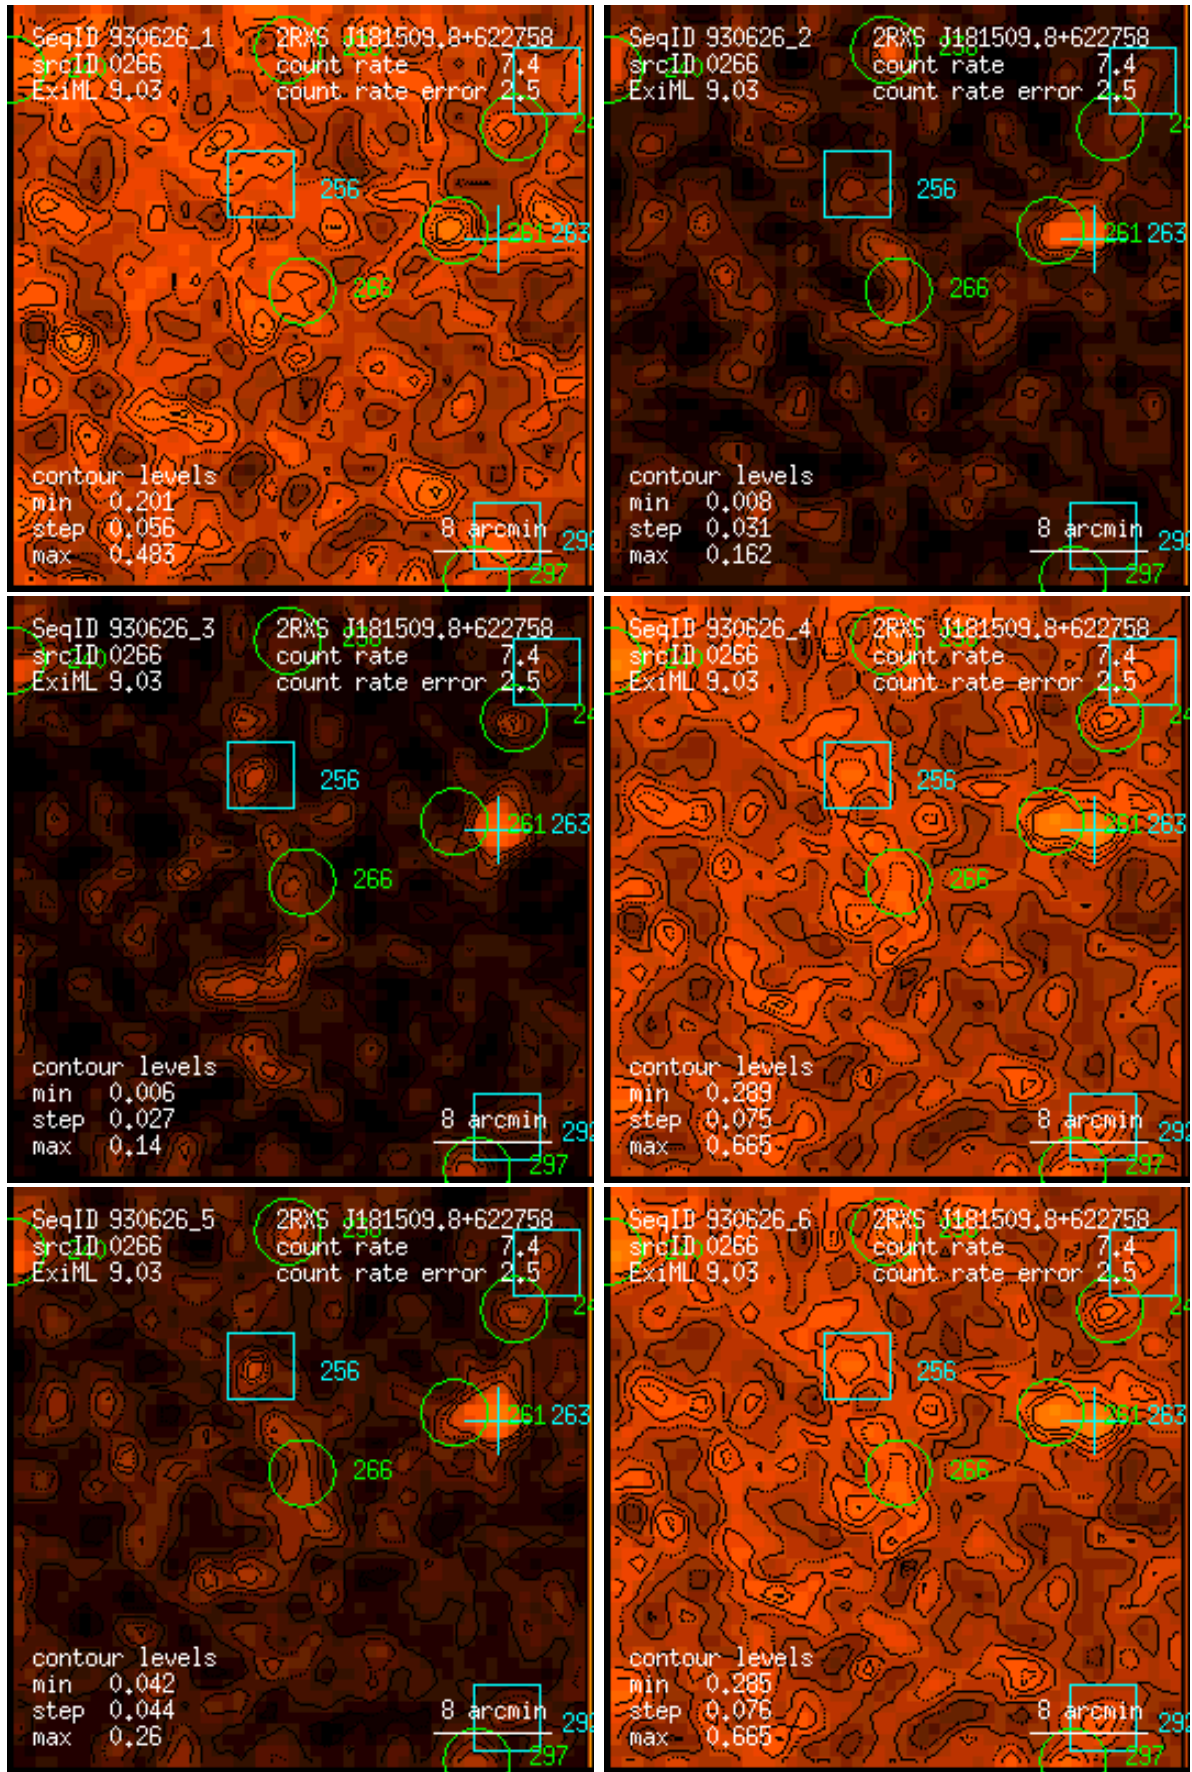 SeqID 930626_1 2RXS J181509.8+622758
srcID 0266 count rate 7.4
ExiML 9.03 count rate error 2.5
256
261 263
266
contour levels
min 0.201
step 0.056
max 0.483
8 arcmin
297
SeqID 930626_2 2RXS J181509.8+622758
srcID 0266 count rate 7.4
ExiML 9.03 count rate error 2.5
256
261 263
266
contour levels
min 0.008
step 0.031
max 0.162
8 arcmin
297
SeqID 930626_3 2RXS J181509.8+622758
srcID 0266 count rate 7.4
ExiML 9.03 count rate error 2.5
256
261 263
266
contour levels
min 0.006
step 0.027
max 0.14
8 arcmin
297
SeqID 930626_4 2RXS J181509.8+622758
srcID 0266 count rate 7.4
ExiML 9.03 count rate error 2.5
256
261 263
266
contour levels
min 0.289
step 0.075
max 0.665
8 arcmin
297
SeqID 930626_5 2RXS J181509.8+622758
srcID 0266 count rate 7.4
ExiML 9.03 count rate error 2.5
256
261 263
266
contour levels
min 0.042
step 0.044
max 0.26
8 arcmin
297
SeqID 930626_6 2RXS J181509.8+622758
srcID 0266 count rate 7.4
ExiML 9.03 count rate error 2.5
256
261 263
266
contour levels
min 0.285
step 0.076
max 0.665
8 arcmin
297